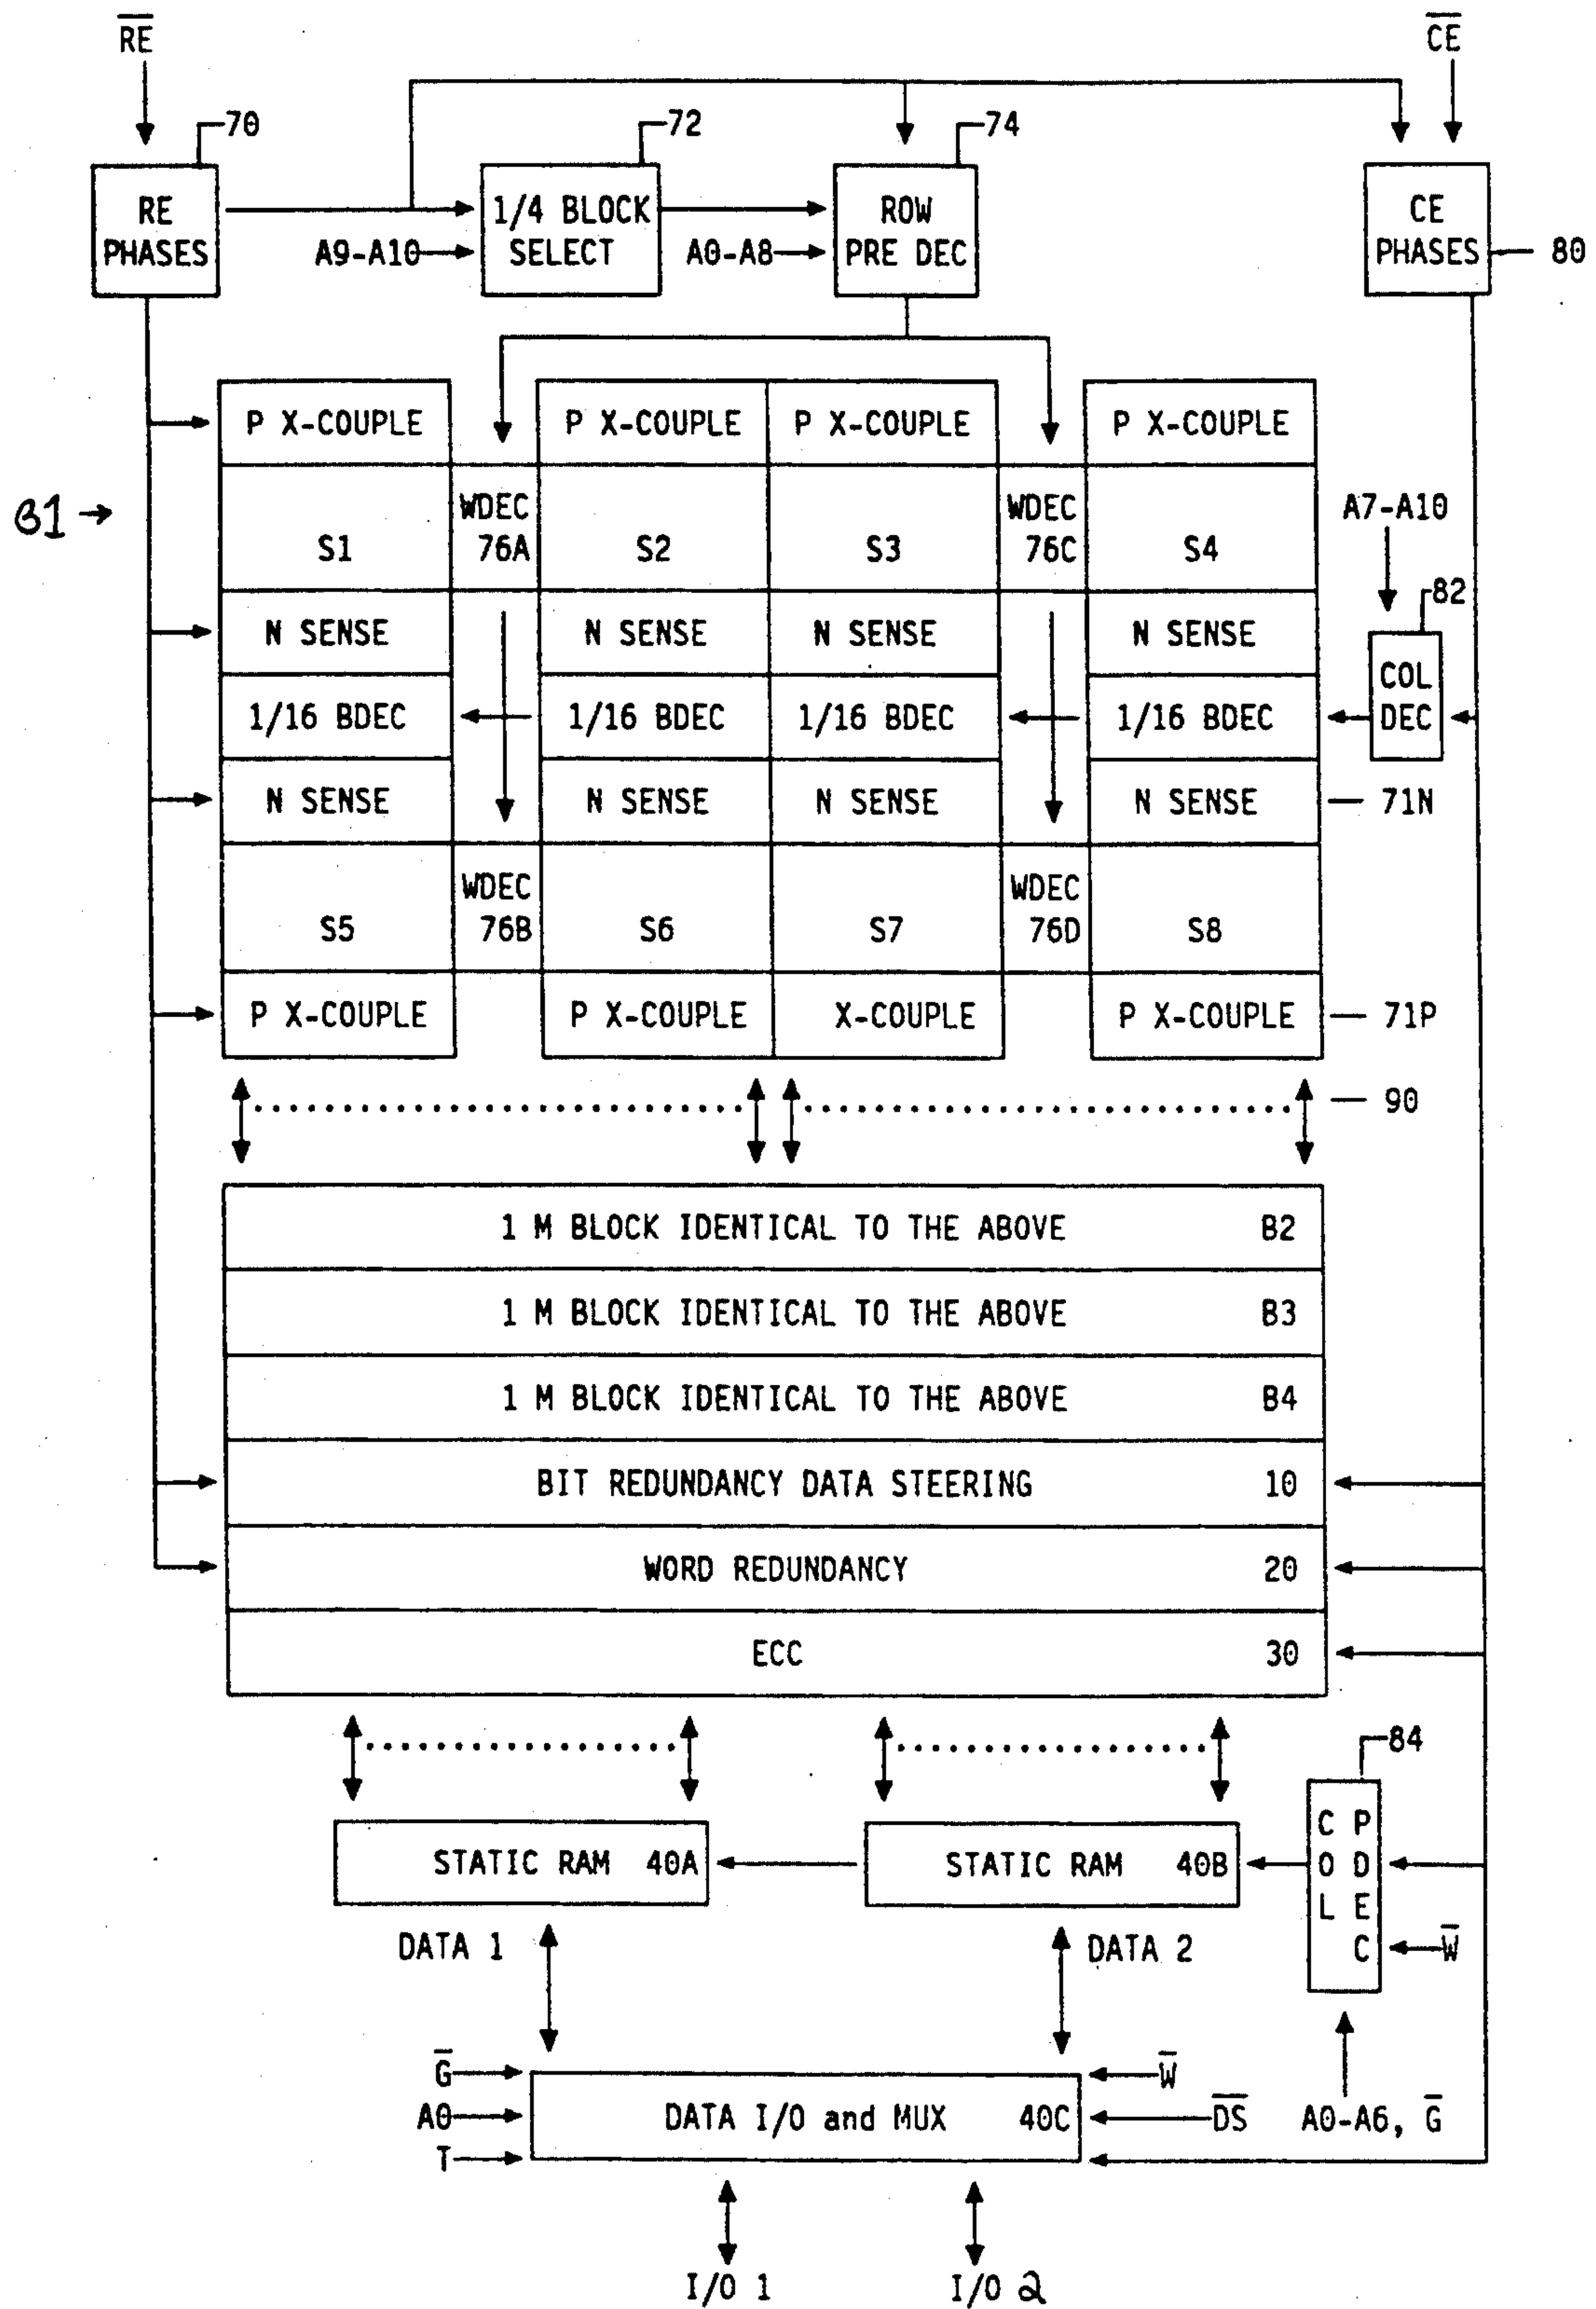 R̅E̅ C̅E̅
70 72 74
RE PHASES
1/4 BLOCK SELECT
ROW PRE DEC
CE PHASES
80
A9-A10 A0-A8
P X-COUPLE P X-COUPLE P X-COUPLE P X-COUPLE
B1
S1 WDEC 76A S2 S3 WDEC 76C S4
A7-A10
82
N SENSE N SENSE N SENSE N SENSE
COL DEC
1/16 BDEC 1/16 BDEC 1/16 BDEC 1/16 BDEC
N SENSE N SENSE N SENSE N SENSE 71N
S5 WDEC 76B S6 S7 WDEC 76D S8
P X-COUPLE P X-COUPLE X-COUPLE P X-COUPLE 71P
90
1 M BLOCK IDENTICAL TO THE ABOVE B2
1 M BLOCK IDENTICAL TO THE ABOVE B3
1 M BLOCK IDENTICAL TO THE ABOVE B4
BIT REDUNDANCY DATA STEERING 10
WORD REDUNDANCY 20
ECC 30
84
COL PDEC
STATIC RAM 40A STATIC RAM 40B
W̅
DATA 1 DATA 2
G̅ W̅
A0 DATA I/O and MUX 40C D̅S̅ A0-A6, G̅
T
I/O 1 I/O 2